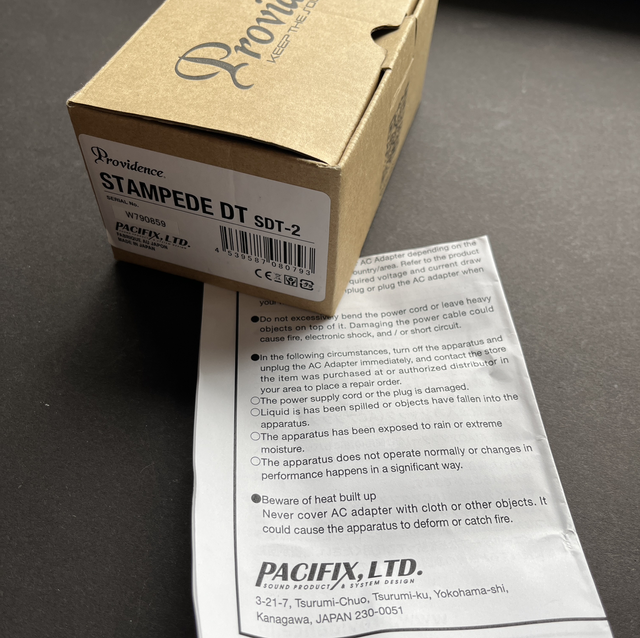 Providence
STAMPEDE DT SDT-2
SERIAL No.
W790859
PACIFIX, LTD.
FABRIQUÉ AU JAPON
MADE IN JAPAN
4 539587 080793
CE
AC Adapter depending on the
country/area. Refer to the product
required voltage and current draw
plug or plug the AC adapter when
●Do not excessively bend the power cord or leave heavy
objects on top of it. Damaging the power cable could
cause fire, electronic shock, and / or short circuit.
●In the following circumstances, turn off the apparatus and
unplug the AC Adapter immediately, and contact the store
the item was purchased at or authorized distributor in
your area to place a repair order.
○The power supply cord or the plug is damaged.
○Liquid is has been spilled or objects have fallen into the
apparatus.
○The apparatus has been exposed to rain or extreme
moisture.
○The apparatus does not operate normally or changes in
performance happens in a significant way.
●Beware of heat built up
Never cover AC adapter with cloth or other objects. It
could cause the apparatus to deform or catch fire.
PACIFIX, LTD.
SOUND PRODUCT & SYSTEM DESIGN
3-21-7, Tsurumi-Chuo, Tsurumi-ku, Yokohama-shi,
Kanagawa, JAPAN 230-0051